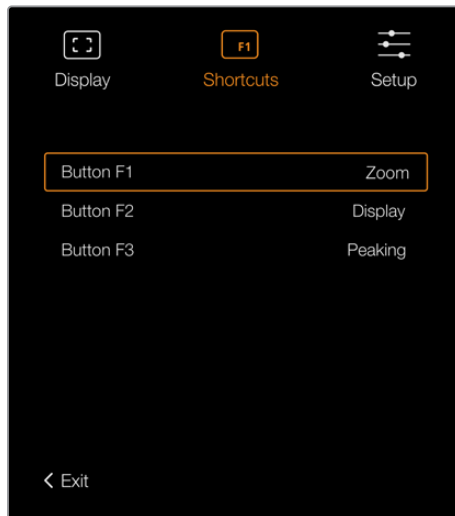 F1
Display Shortcuts Setup
Button F1 Zoom
Button F2 Display
Button F3 Peaking
Exit